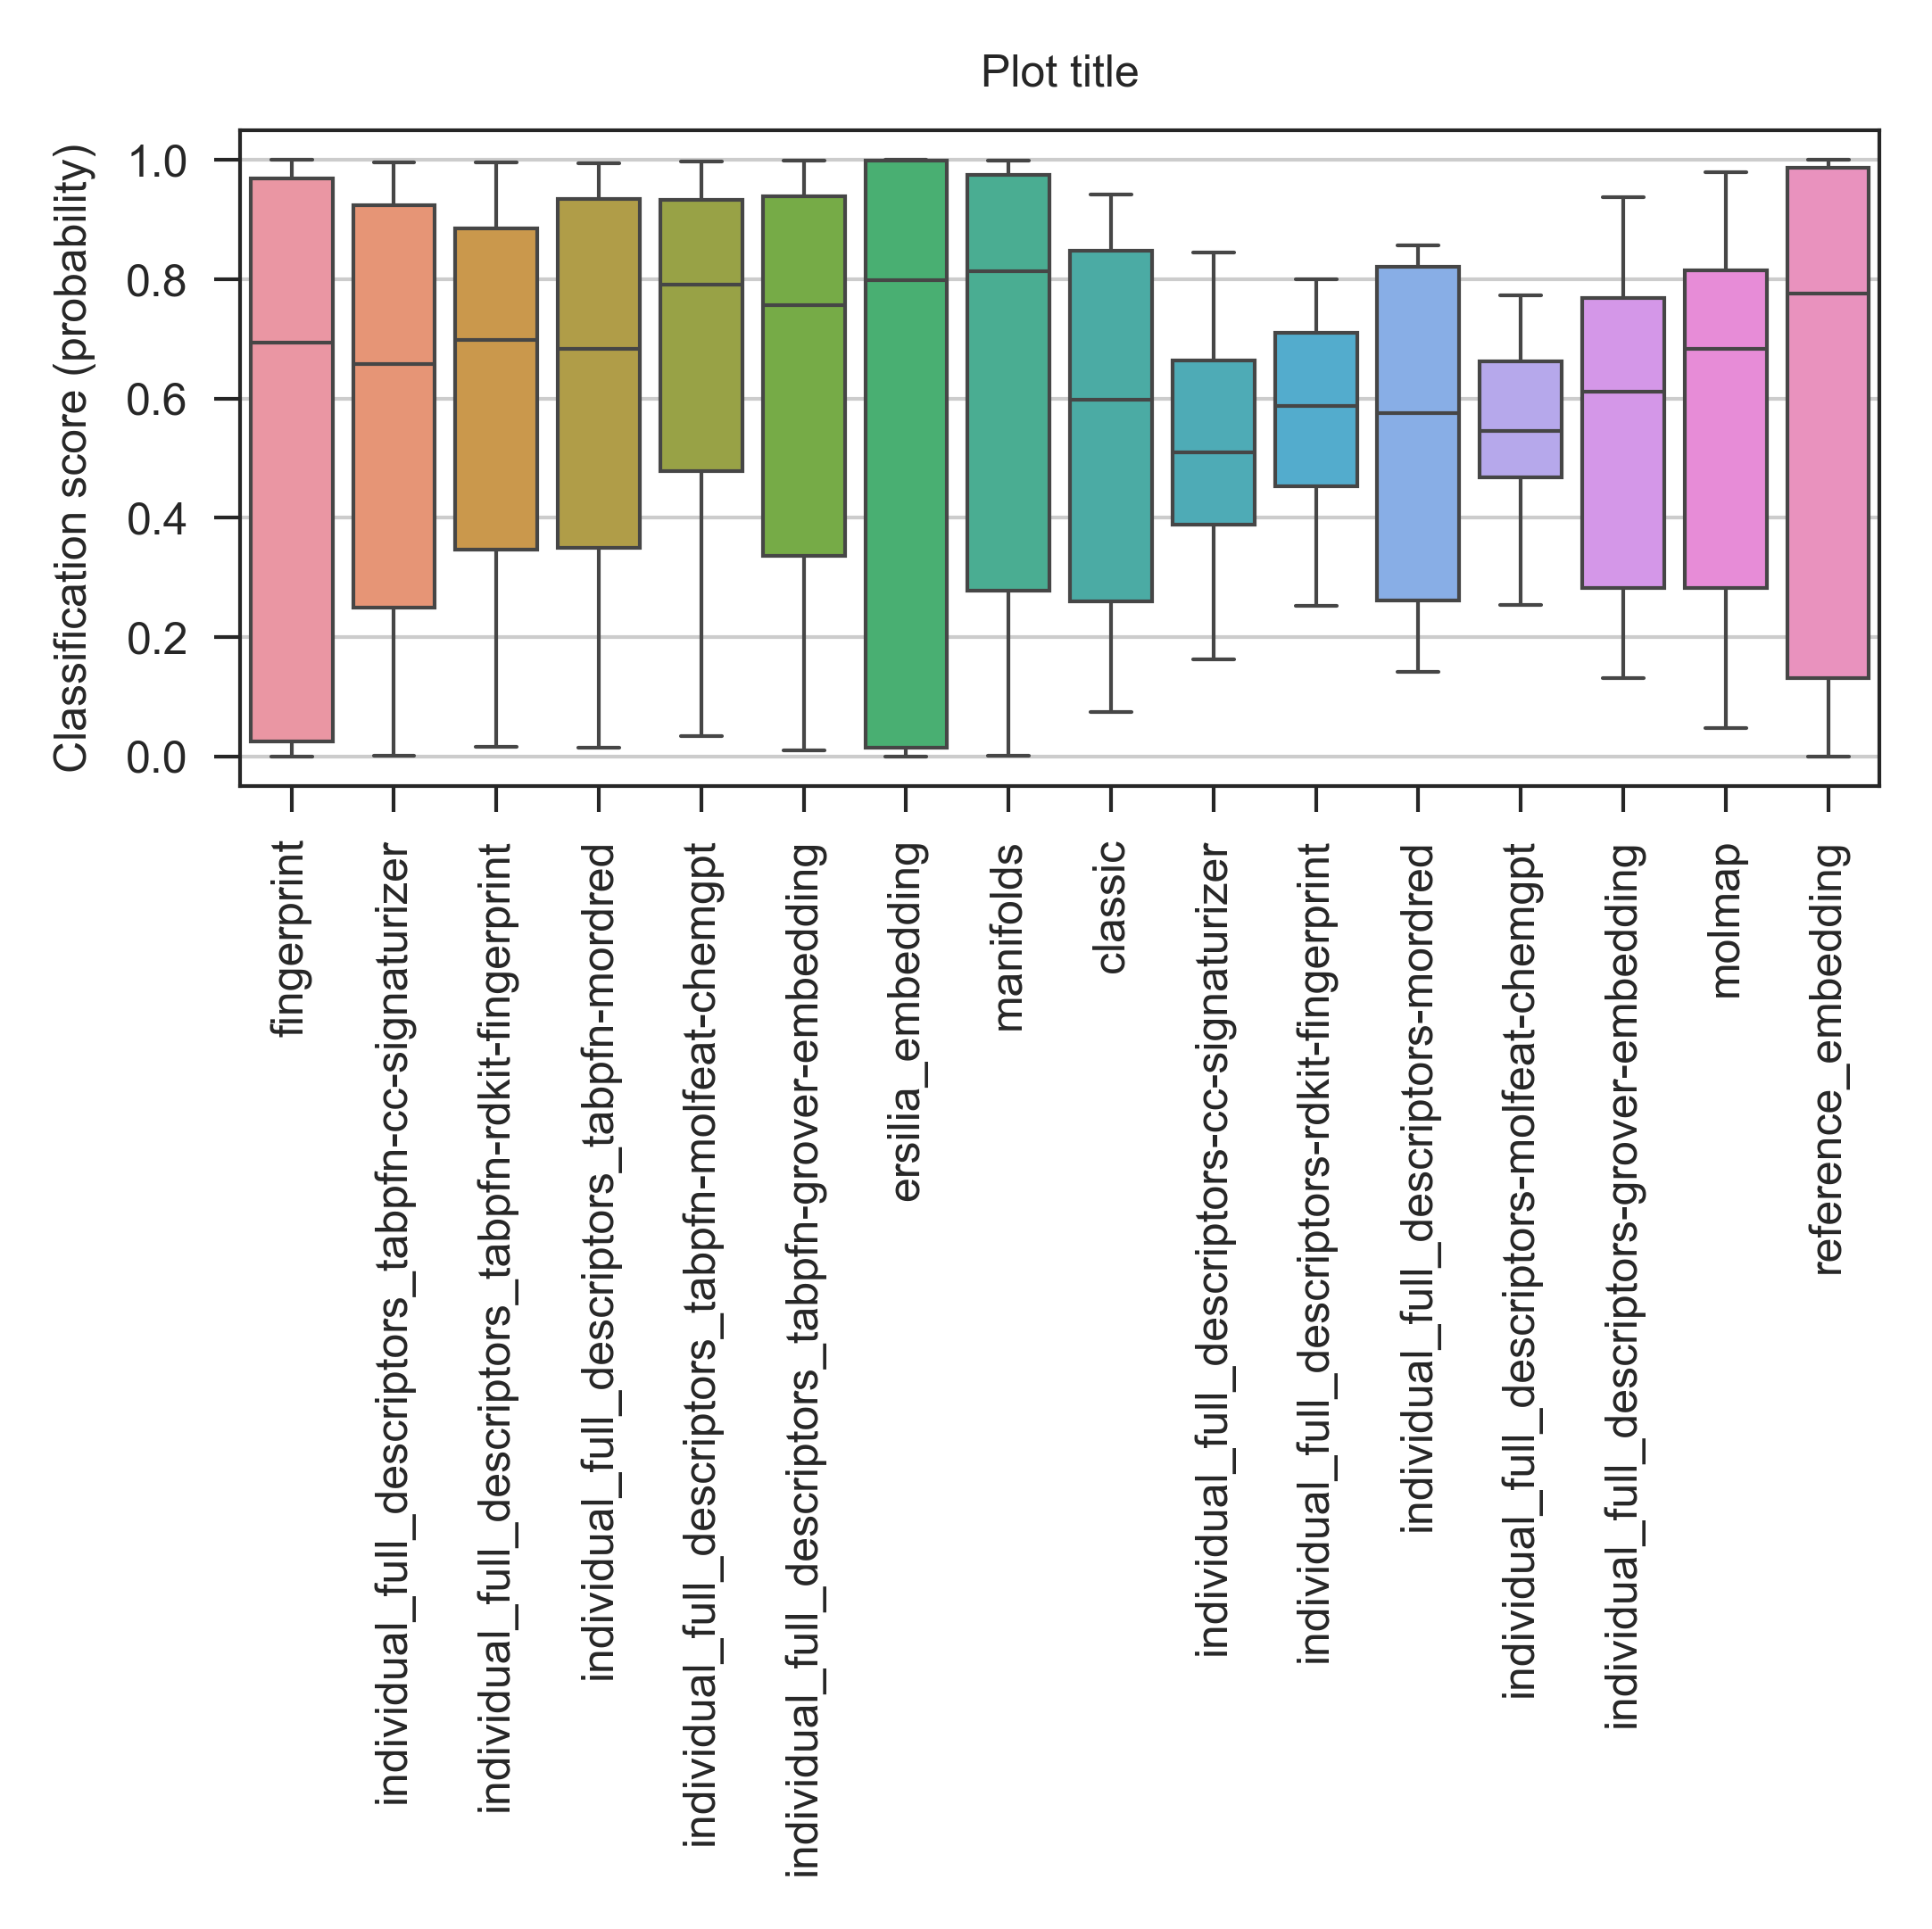 Plot title
Classification score (probability)
1.0
0.8
0.6
0.4
0.2
0.0
fingerprint
individual_full_descriptors_tabpfn-cc-signaturizer
individual_full_descriptors_tabpfn-rdkit-fingerprint
individual_full_descriptors_tabpfn-mordred
individual_full_descriptors_tabpfn-molfeat-chemgpt
individual_full_descriptors_tabpfn-grover-embedding
ersilia_embedding
manifolds
classic
individual_full_descriptors-cc-signaturizer
individual_full_descriptors-rdkit-fingerprint
individual_full_descriptors-mordred
individual_full_descriptors-molfeat-chemgpt
individual_full_descriptors-grover-embedding
molmap
reference_embedding